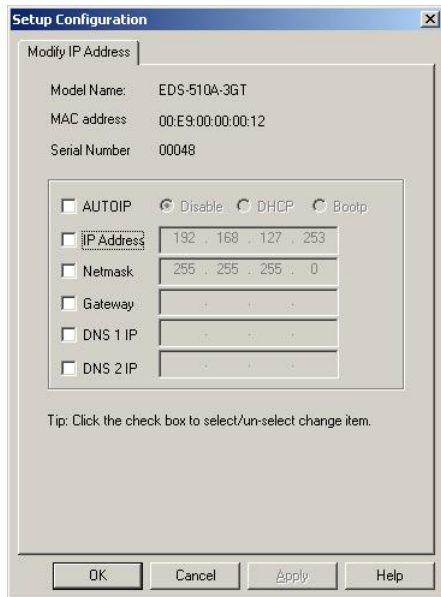 Setup Configuration
Modify IP Address
Model Name: EDS-510A-3GT
MAC address 00:E9:00:00:00:12
Serial Number 00048
AUTOIP Disable DHCP Bootp
IP Address 192 . 168 . 127 . 253
Netmask 255 . 255 . 255 . 0
Gateway . . .
DNS 1 IP . . .
DNS 2 IP . . .
Tip: Click the check box to select/un-select change item.
OK Cancel Apply Help